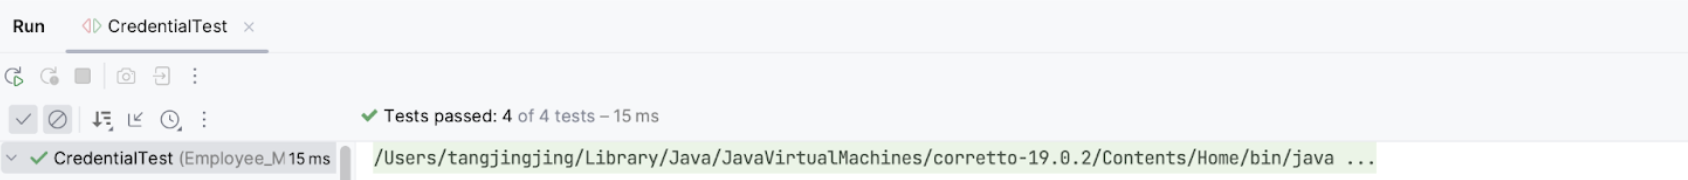 Run CredentialTest
Tests passed: 4 of 4 tests – 15 ms
CredentialTest (Employee_M 15 ms
/Users/tangjingjing/Library/Java/JavaVirtualMachines/corretto-19.0.2/Contents/Home/bin/java ...